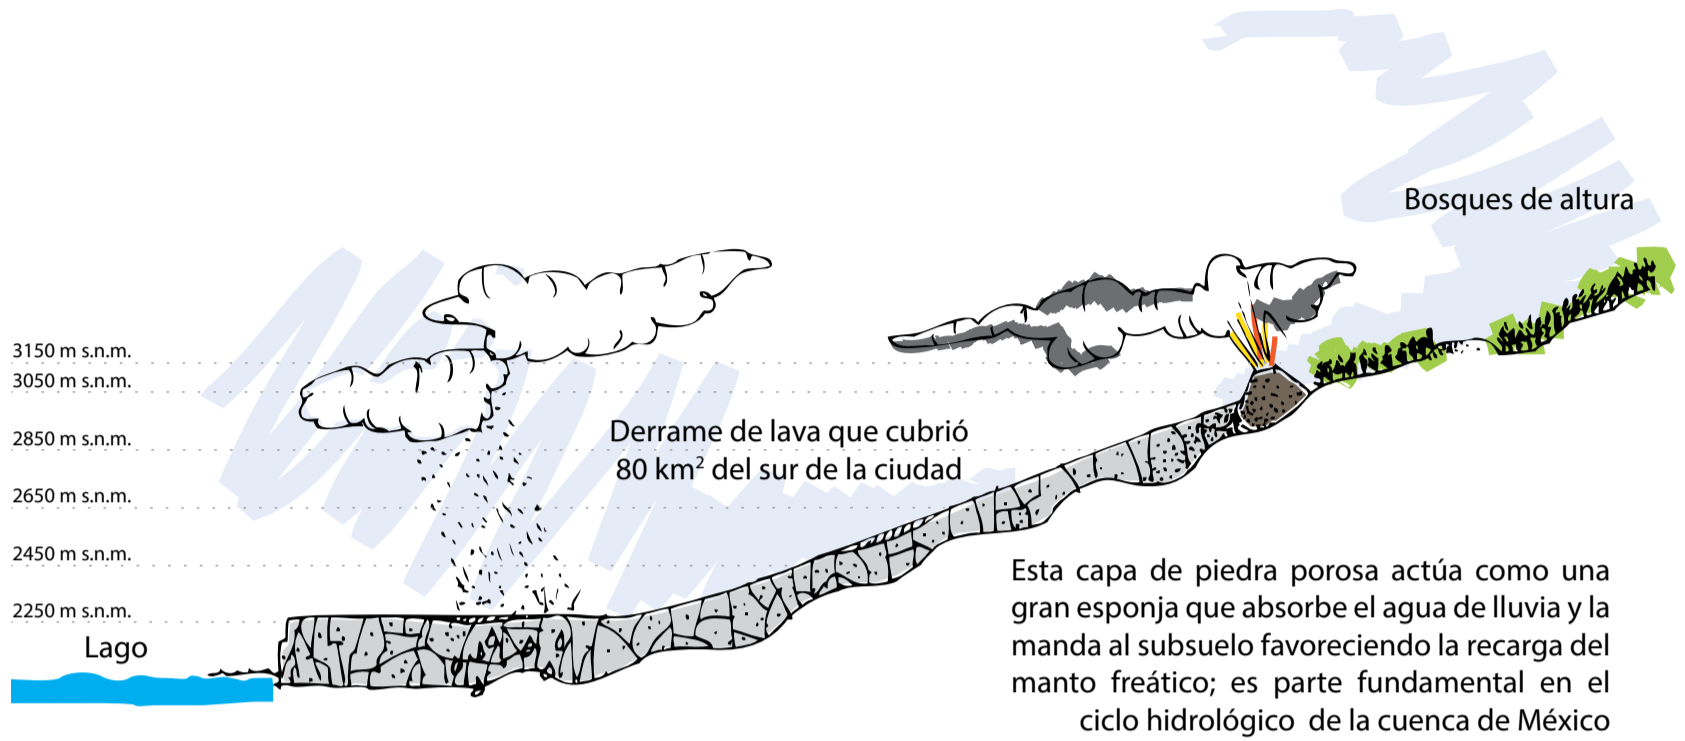 Bosques de altura
3150 m s.n.m.
3050 m s.n.m.
2850 m s.n.m.
2650 m s.n.m.
2450 m s.n.m.
2250 m s.n.m.
Lago
Derrame de lava que cubrió
80 km² del sur de la ciudad
Esta capa de piedra porosa actúa como una
gran esponja que absorbe el agua de lluvia y la
manda al subsuelo favoreciendo la recarga del
manto freático; es parte fundamental en el
ciclo hidrológico de la cuenca de México